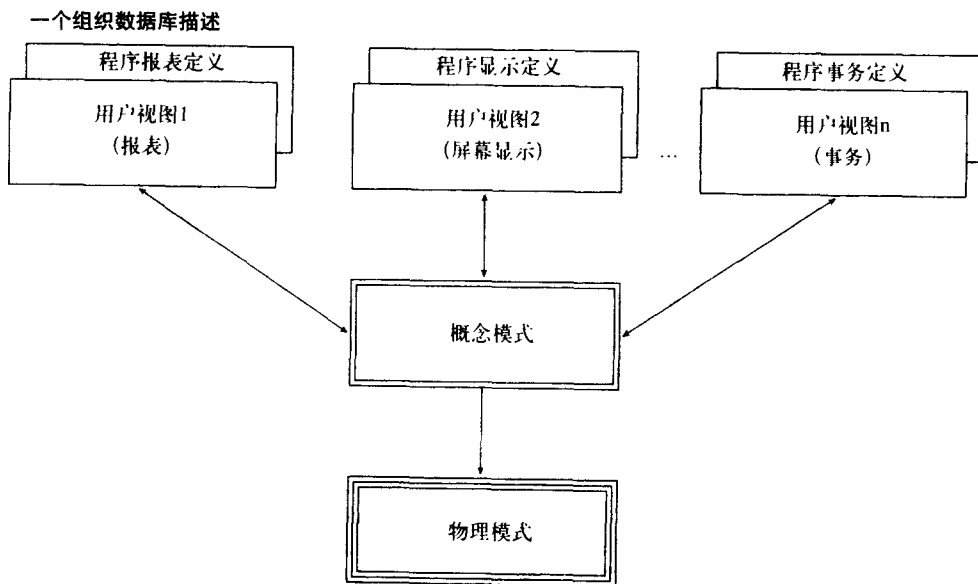 一个组织数据库描述
程序报表定义
用户视图1
（报表）
程序显示定义
用户视图2
（屏幕显示）
…
程序事务定义
用户视图n
（事务）
概念模式
物理模式